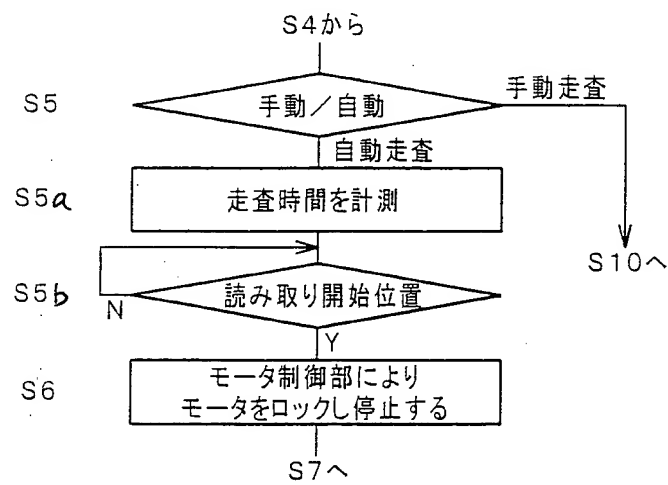 S4から
S5
手動／自動
手動走査
自動走査
S5a
走査時間を計測
S10へ
S5b
読み取り開始位置
N
Y
S6
モータ制御部により
モータをロックし停止する
S7へ